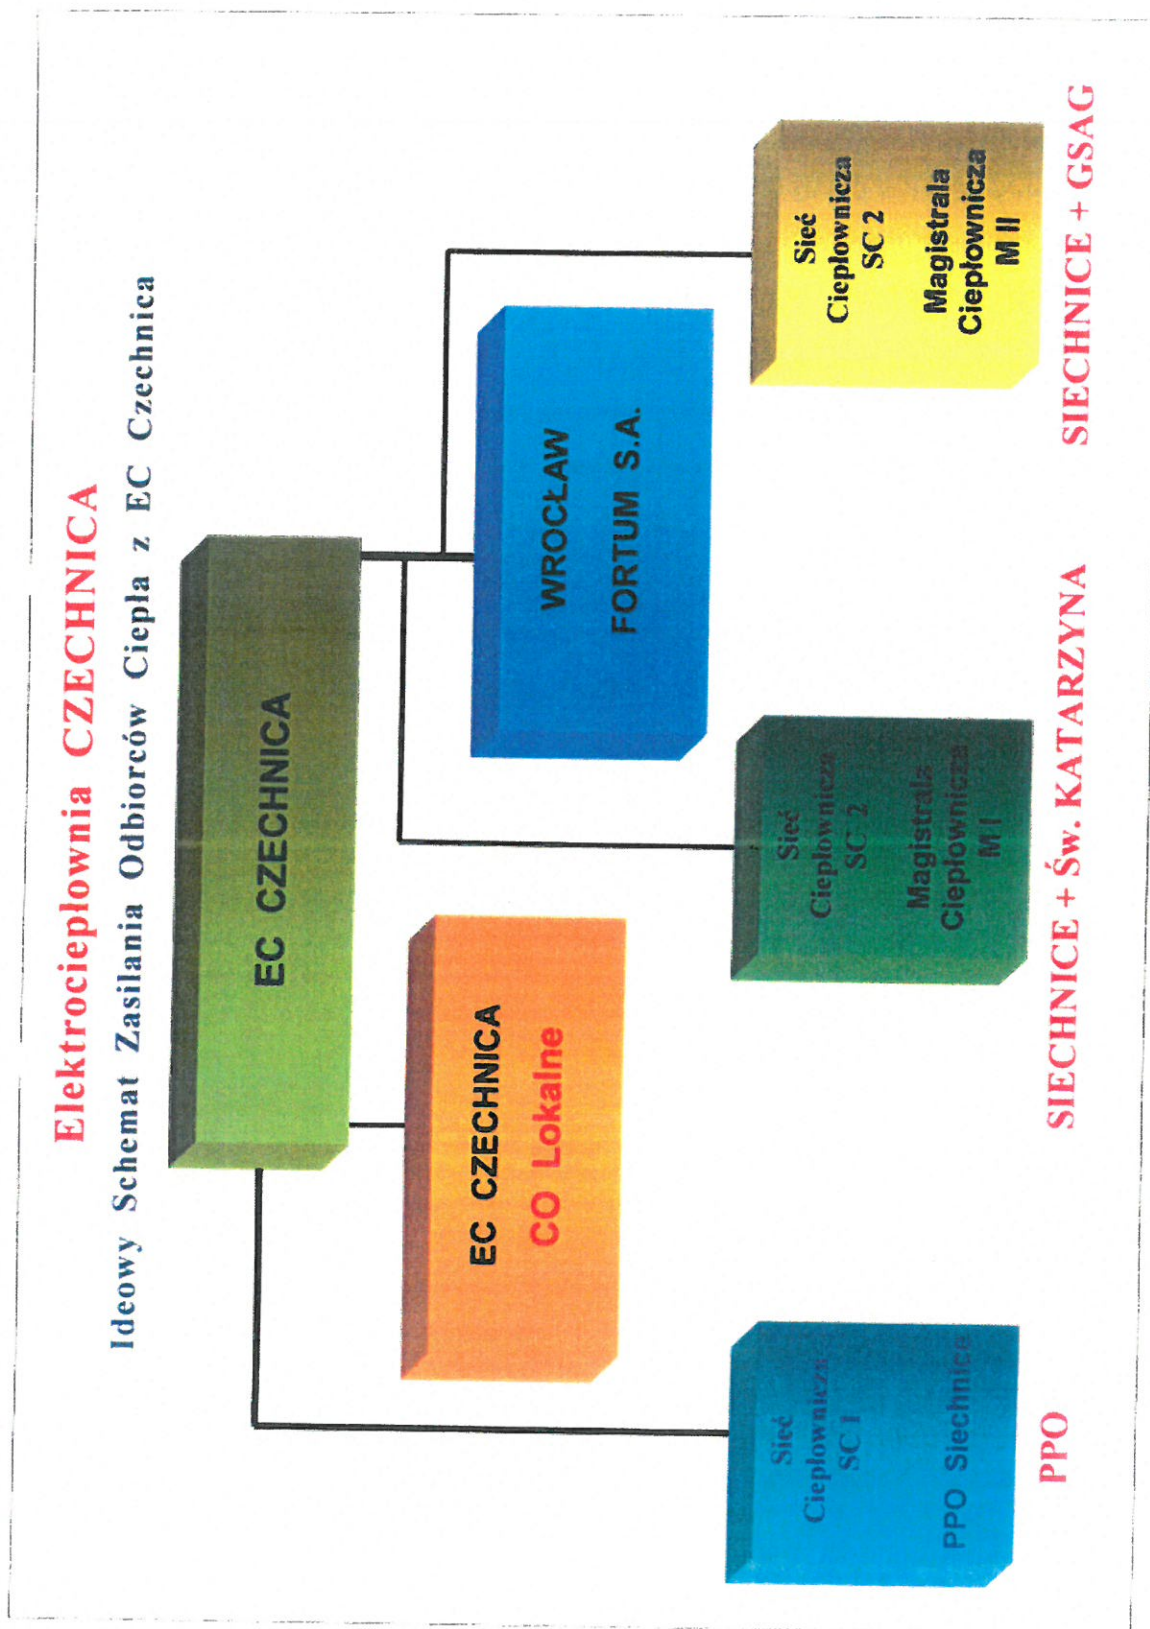 Elektrociepłownia CZECHNICA
Ideowy Schemat Zasilania Odbiorców Ciepła z EC Czechnica
EC CZECHNICA
EC CZECHNICA
CO Lokalne
WROCŁAW
FORTUM S.A.
Sieć
Ciepłownicza
SC 1
PPO Siechnice
Sieć
Ciepłownicza
SC 2
Magistrala
Ciepłownicza
M I
Sieć
Ciepłownicza
SC 2
Magistrala
Ciepłownicza
M II
PPO
SIECHNICE + Św. KATARZYNA
SIECHNICE + GSAG